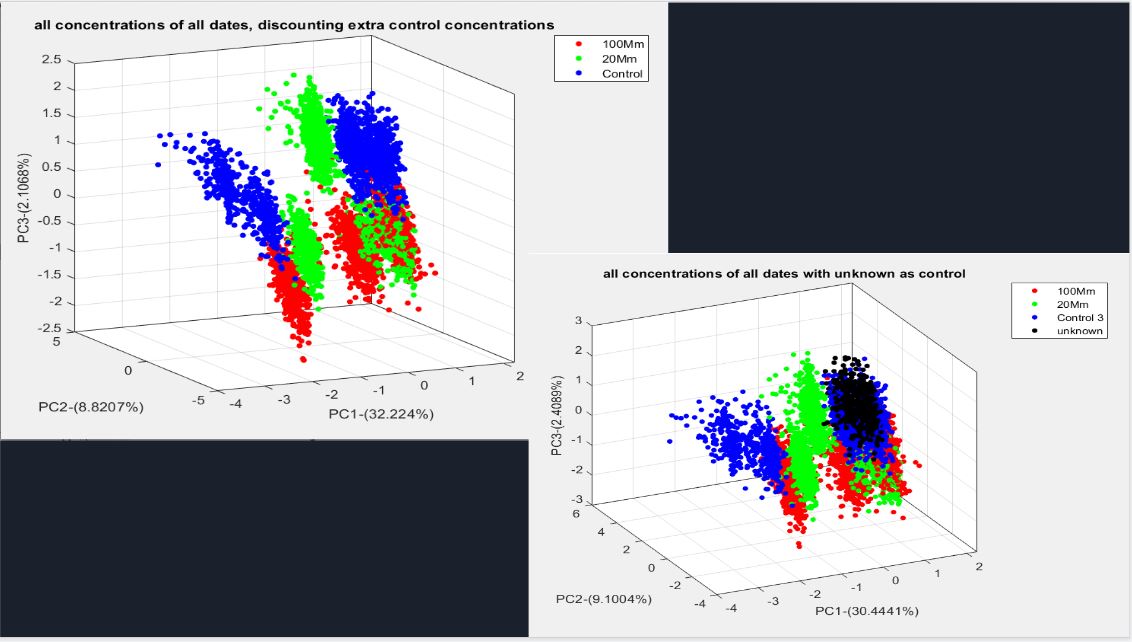 all concentrations of all dates, discounting extra control concentrations
100Mm
20Mm
Control
2.5
2
1.5
1
0.5
0
-0.5
-1
-1.5
-2
-2.5
PC3-(2.1068%)
5
0
-5
PC2-(8.8207%)
-4
-3
-2
-1
0
1
2
PC1-(32.224%)
all concentrations of all dates with unknown as control
100Mm
20Mm
Control 3
unknown
3
2
1
0
-1
-2
-3
PC3-(2.4089%)
6
4
2
0
-2
-4
PC2-(9.1004%)
-4
-3
-2
-1
0
1
2
PC1-(30.4441%)